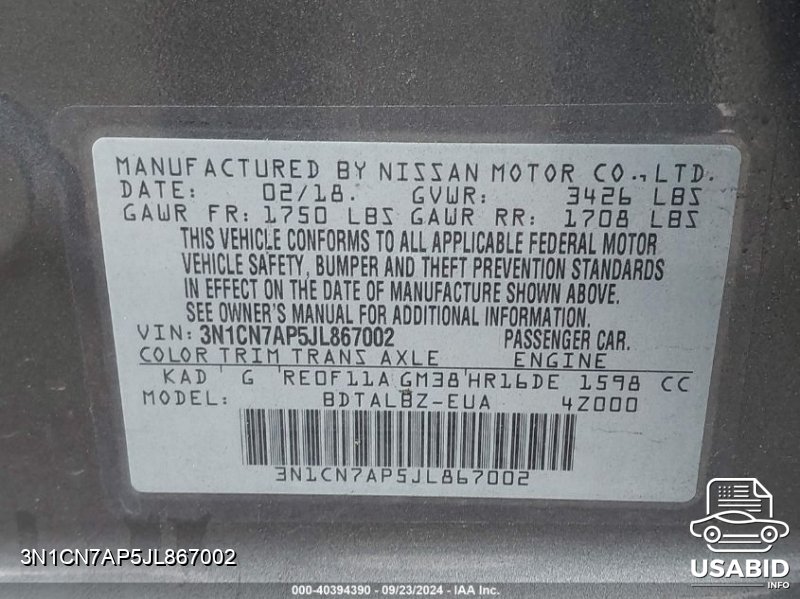 MANUFACTURED BY NISSAN MOTOR CO., LTD.
DATE: 02/18. GVWR: 3426 LBS
GAWR FR: 1750 LBS GAWR RR: 1708 LBS
THIS VEHICLE CONFORMS TO ALL APPLICABLE FEDERAL MOTOR
VEHICLE SAFETY, BUMPER AND THEFT PREVENTION STANDARDS
IN EFFECT ON THE DATE OF MANUFACTURE SHOWN ABOVE.
SEE OWNER'S MANUAL FOR ADDITIONAL INFORMATION.
VIN: 3N1CN7AP5JL867002 PASSENGER CAR.
COLOR TRIM TRANS AXLE ENGINE
KAD G RE0F11A GM38 HR16DE 1598 CC
MODEL: BDTALBZ-EUA 4Z000
3N1CN7AP5JL867002
3N1CN7AP5JL867002
000-40394390 - 09/23/2024 - IAA Inc.
USABID
INFO